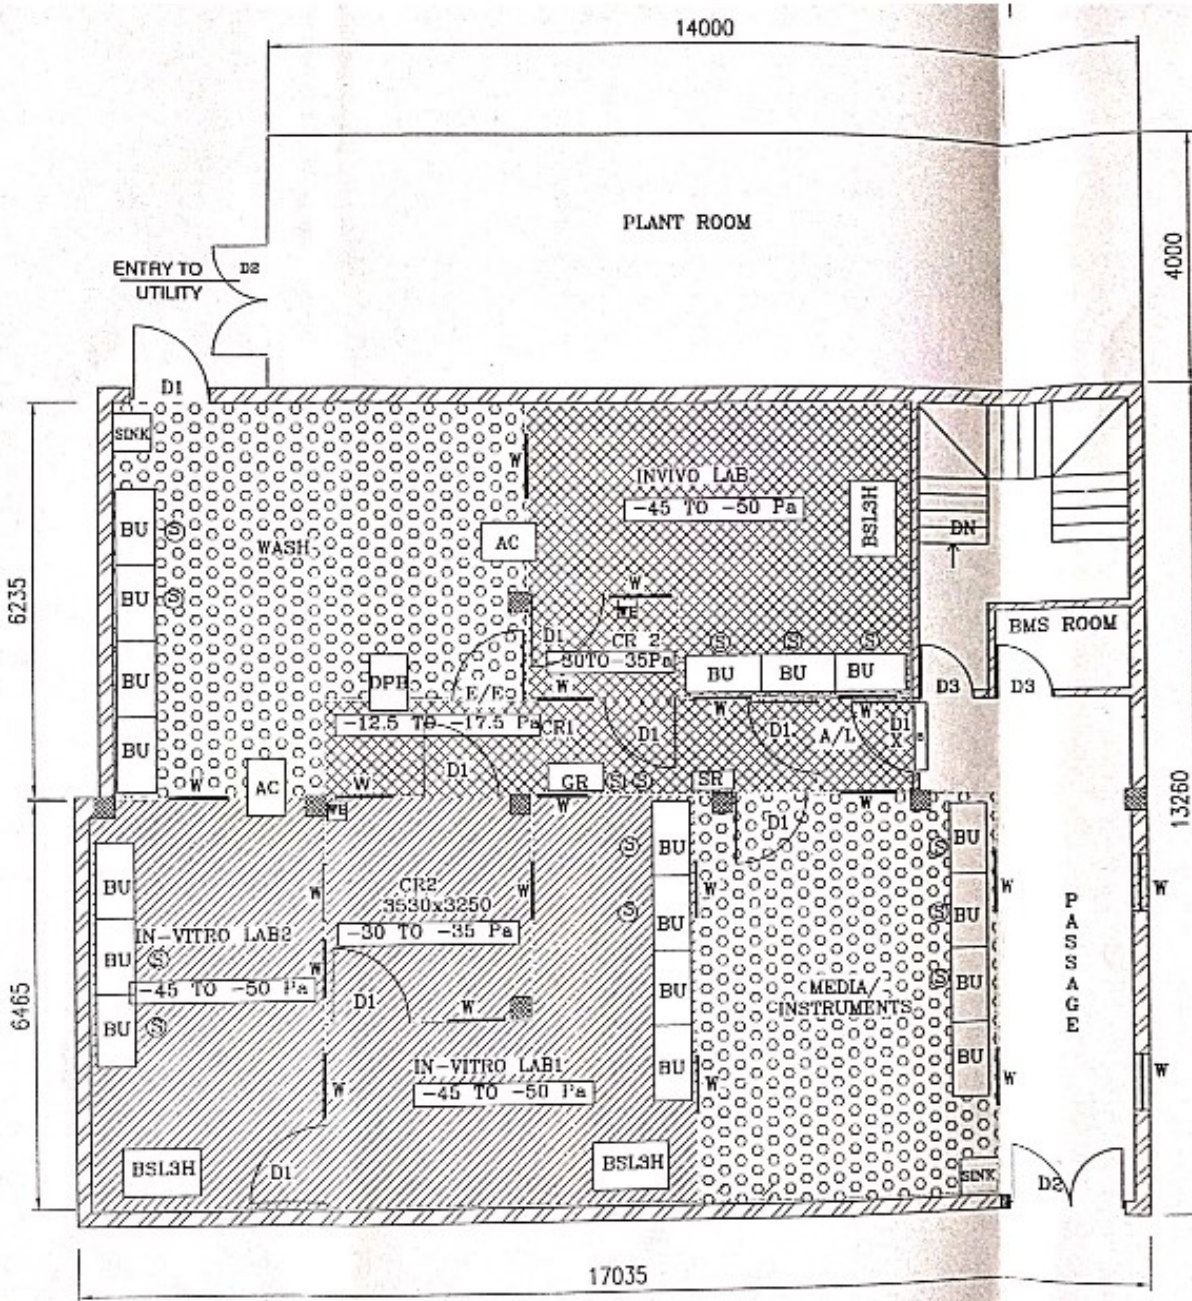 14000
PLANT ROOM
4000
ENTRY TO
UTILITY
D2
D1
SINK
W
INVIVO LAB
-45 TO -50 Pa
BSL3H
BU
S
WASH
AC
DN
6235
BU
S
W
WE
BMS ROOM
D1
CR 2
S
S
S
30TO -35Pa
BU
DPB
E/E
BU
BU
BU
D3
D3
W
-12.5 TO -17.5 Pa
CR1
W
W
D1
D1
A/L
D1
X
BU
D1
GR
S
S
SR
W
AC
W
WE
W
W
13260
D1
BU
S
BU
S
BU
CR2
3530x3250
W
W
W
W
W
W
-30 TO -35 Pa
S
BU
S
BU
IN-VITRO LAB2
BU
S
W
-45 TO -50 Pa
D1
W
BU
S
BU
MEDIA/
INSTRUMENTS
PASSAGE
BU
S
6465
IN-VITRO LAB1
-45 TO -50 Pa
W
BU
W
BU
W
W
BSL3H
D1
BSL3H
SINK
D2
17035